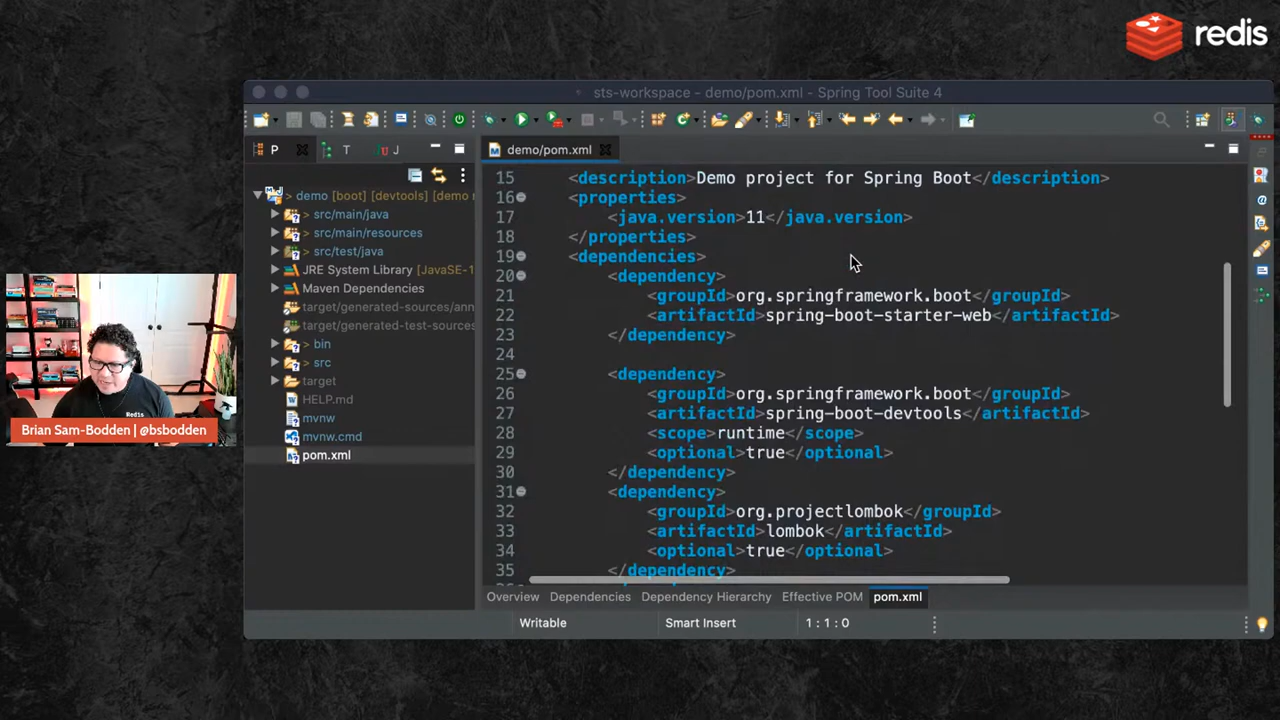 redis
sts-workspace - demo/pom.xml - Spring Tool Suite 4
P
T
J
demo/pom.xml
demo [boot] [devtools] [demo
> src/main/java
> src/main/resources
> src/test/java
JRE System Library [JavaSE-1
Maven Dependencies
target/generated-sources/ann
target/generated-test-sources
> bin
> src
target
HELP.md
mvnw
mvnw.cmd
pom.xml
15 <description>Demo project for Spring Boot</description>
16 <properties>
17 <java.version>11</java.version>
18 </properties>
19 <dependencies>
20 <dependency>
21 <groupId>org.springframework.boot</groupId>
22 <artifactId>spring-boot-starter-web</artifactId>
23 </dependency>
24
25 <dependency>
26 <groupId>org.springframework.boot</groupId>
27 <artifactId>spring-boot-devtools</artifactId>
28 <scope>runtime</scope>
29 <optional>true</optional>
30 </dependency>
31 <dependency>
32 <groupId>org.projectlombok</groupId>
33 <artifactId>lombok</artifactId>
34 <optional>true</optional>
35 </dependency>
Overview Dependencies Dependency Hierarchy Effective POM pom.xml
Writable Smart Insert 1 : 1 : 0
Redis
Brian Sam-Bodden | @bsbodden